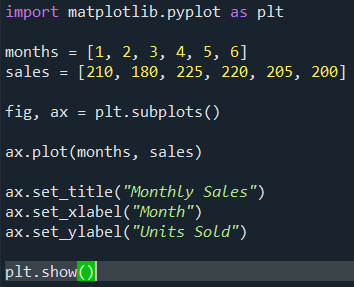 import matplotlib.pyplot as plt
months = [1, 2, 3, 4, 5, 6]
sales = [210, 180, 225, 220, 205, 200]
fig, ax = plt.subplots()
ax.plot(months, sales)
ax.set_title("Monthly Sales")
ax.set_xlabel("Month")
ax.set_ylabel("Units Sold")
plt.show()